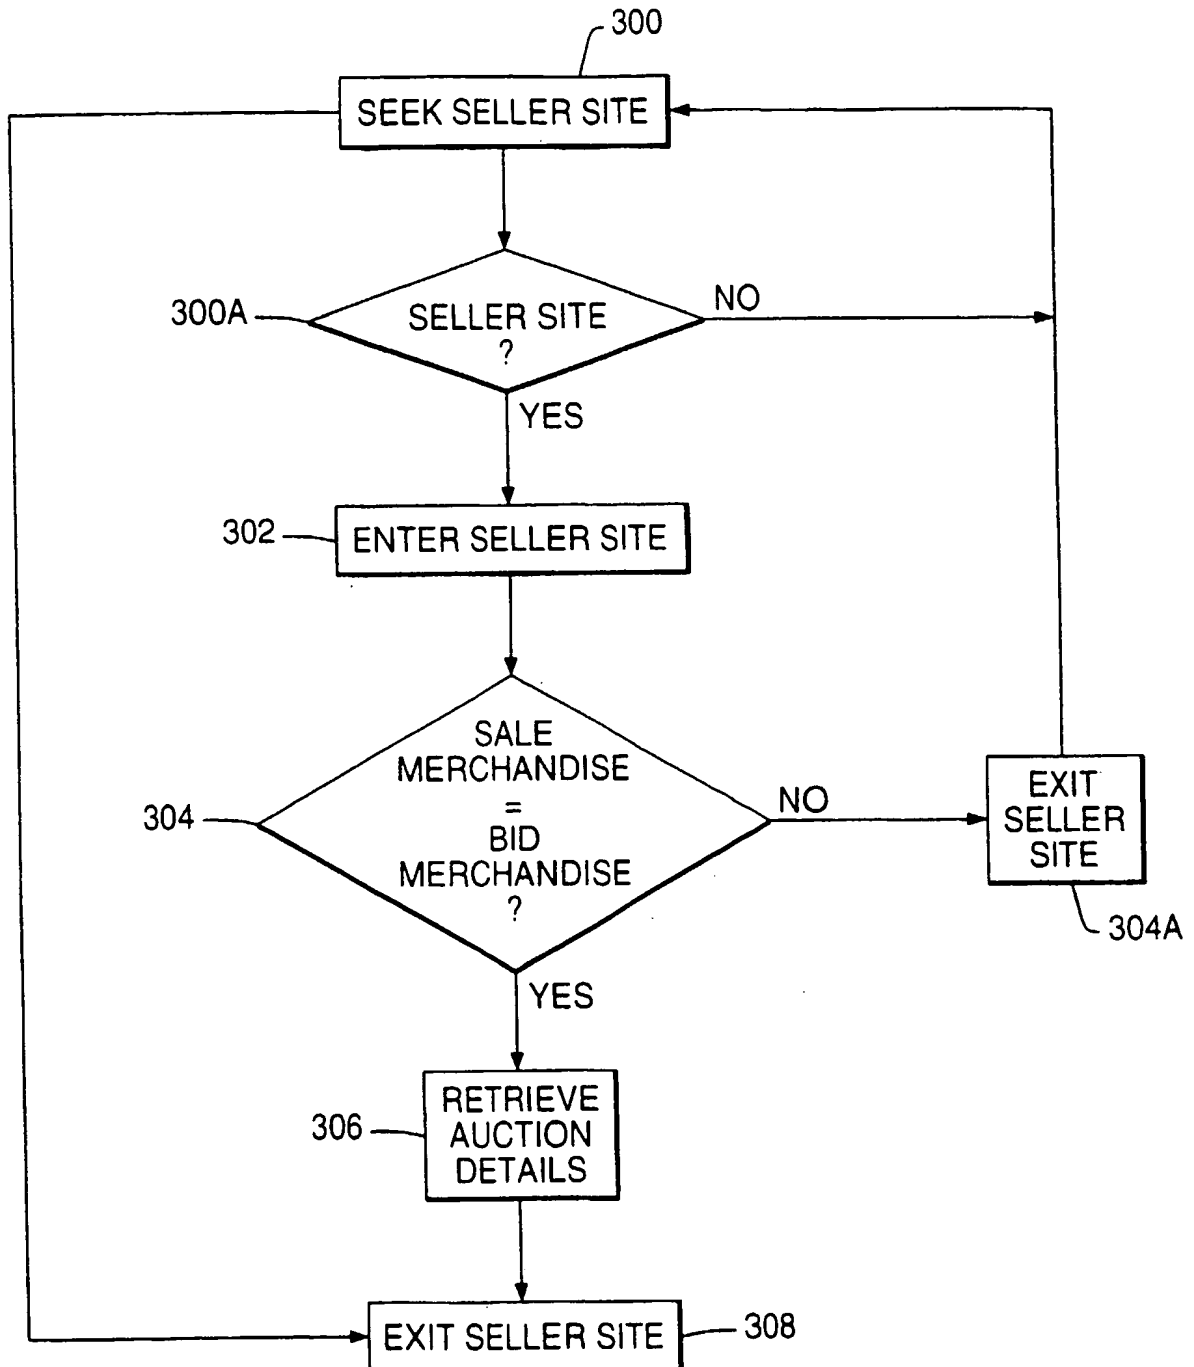 300
SEEK SELLER SITE
300A
SELLER SITE
?
NO
YES
302
ENTER SELLER SITE
304
SALE
MERCHANDISE
=
BID
MERCHANDISE
?
NO
EXIT
SELLER
SITE
304A
YES
306
RETRIEVE
AUCTION
DETAILS
EXIT SELLER SITE
308